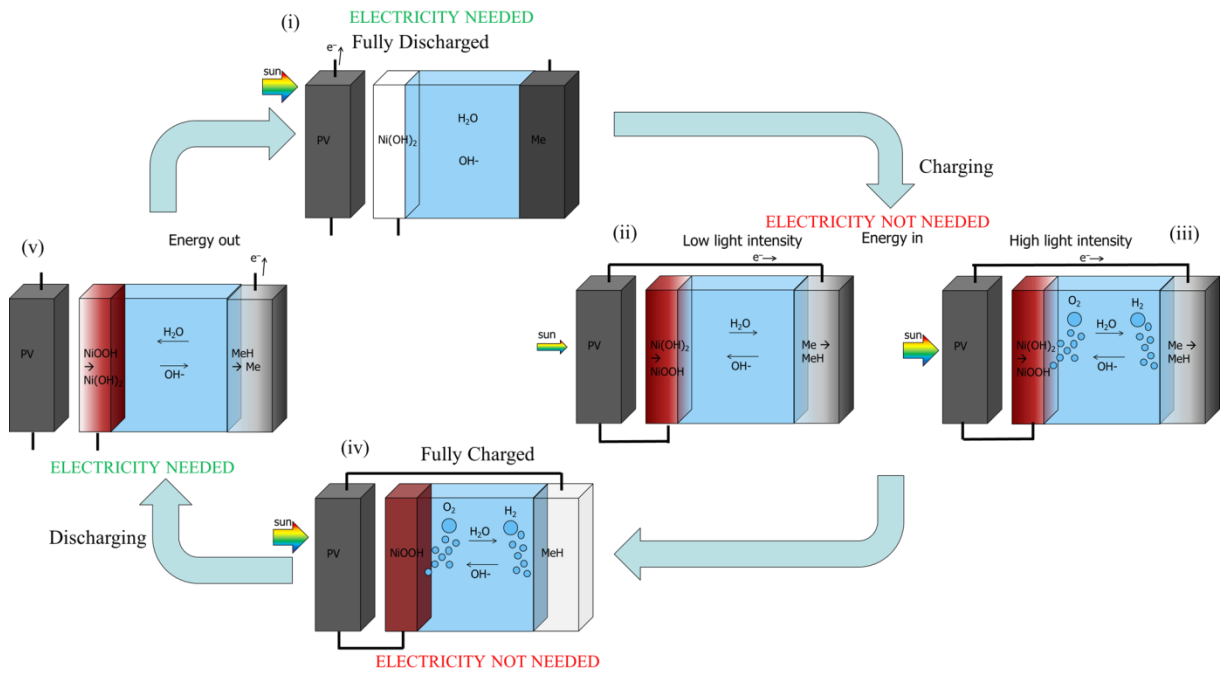 ELECTRICITY NEEDED
(i)
Fully Discharged
e⁻
sun
PV
Ni(OH)₂
H₂O
OH-
Me
Charging
ELECTRICITY NOT NEEDED
Energy in
(ii)
Low light intensity
e⁻
sun
PV
Ni(OH)₂
→
NiOOH
H₂O
OH-
Me →
MeH
High light intensity
(iii)
e⁻
sun
PV
Ni(OH)₂
→
NiOOH
O₂
H₂
H₂O
OH-
Me →
MeH
(iv)
Fully Charged
sun
PV
NiOOH
O₂
H₂
H₂O
OH-
MeH
ELECTRICITY NOT NEEDED
Discharging
(v)
Energy out
e⁻
PV
NiOOH
→
Ni(OH)₂
H₂O
OH-
MeH
→ Me
ELECTRICITY NEEDED